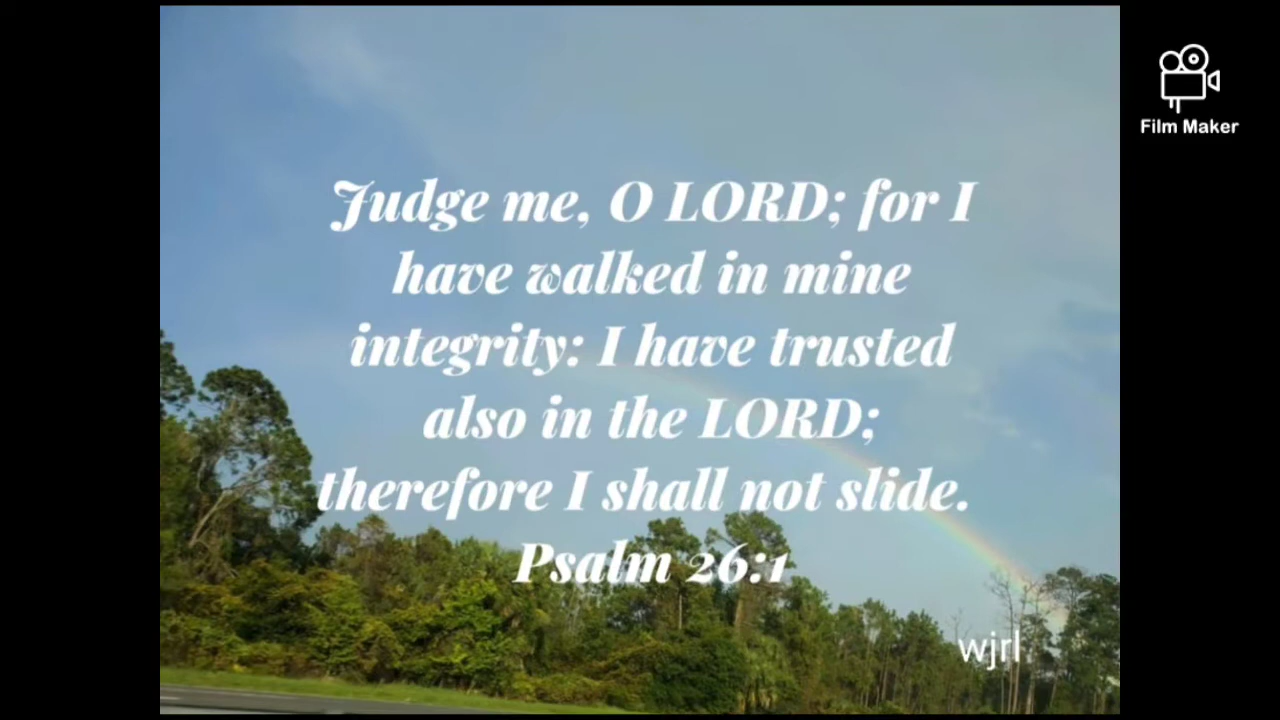 Judge me, O LORD; for I
have walked in mine
integrity: I have trusted
also in the LORD;
therefore I shall not slide.
Psalm 26:1
wjrl
Film Maker